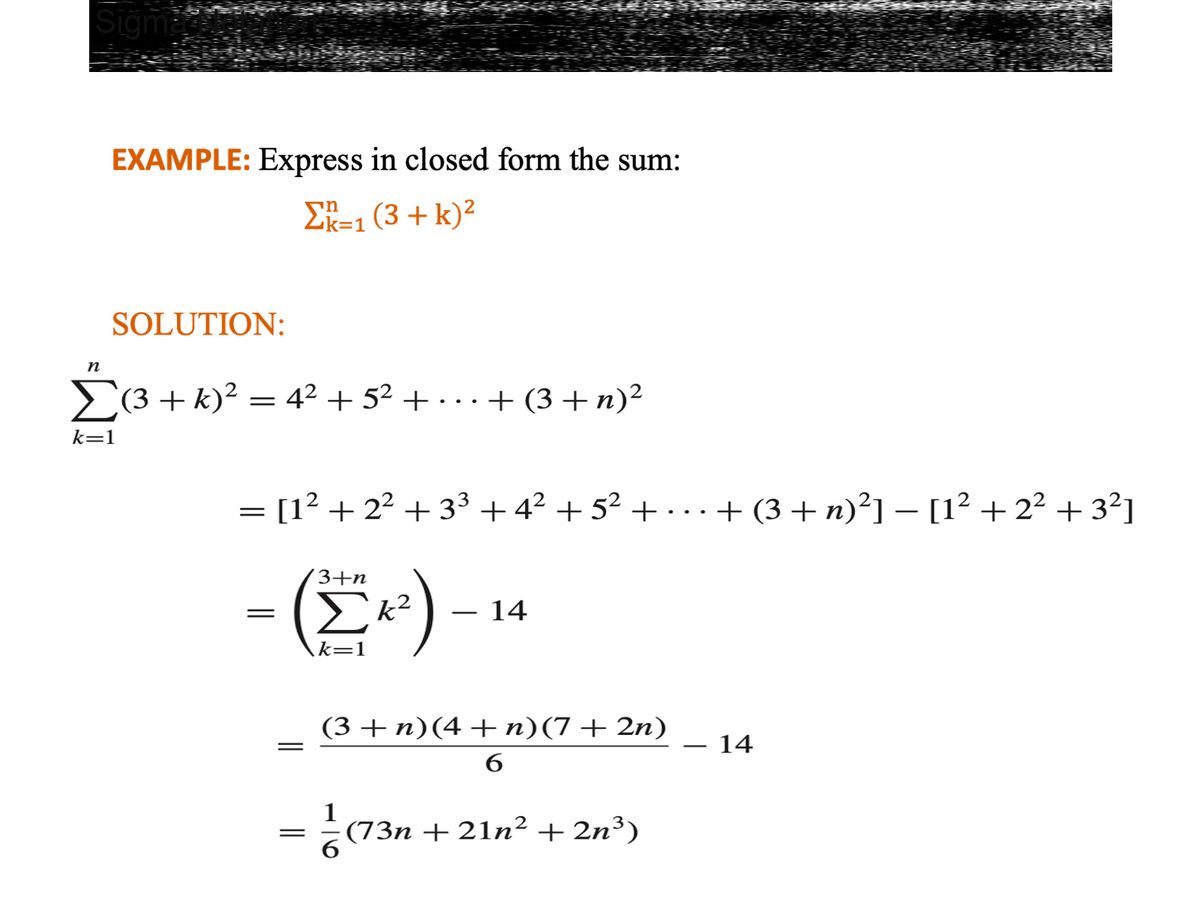 EXAMPLE: Express in closed form the sum:
∑ⁿₖ₌₁ (3 + k)²
SOLUTION:
n
∑(3 + k)² = 4² + 5² + · · · + (3 + n)²
k=1
= [1² + 2² + 3³ + 4² + 5² + · · · + (3 + n)²] − [1² + 2² + 3²]
3+n
= (∑ k²) − 14
k=1
= (3 + n)(4 + n)(7 + 2n) / 6 − 14
= 1/6 (73n + 21n² + 2n³)